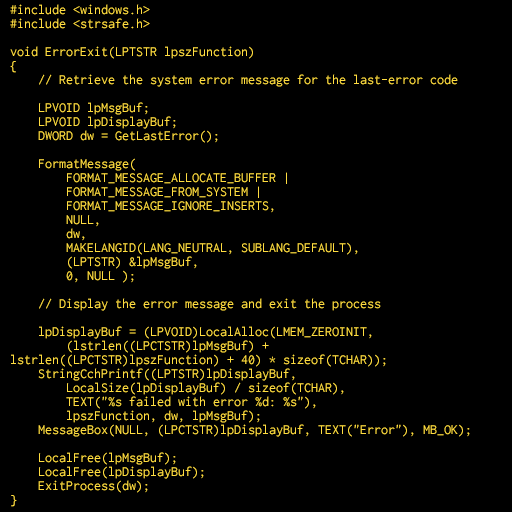 #include <windows.h>
#include <strsafe.h>

void ErrorExit(LPTSTR lpszFunction)
{
    // Retrieve the system error message for the last-error code

    LPVOID lpMsgBuf;
    LPVOID lpDisplayBuf;
    DWORD dw = GetLastError();

    FormatMessage(
        FORMAT_MESSAGE_ALLOCATE_BUFFER |
        FORMAT_MESSAGE_FROM_SYSTEM |
        FORMAT_MESSAGE_IGNORE_INSERTS,
        NULL,
        dw,
        MAKELANGID(LANG_NEUTRAL, SUBLANG_DEFAULT),
        (LPTSTR) &lpMsgBuf,
        0, NULL );

    // Display the error message and exit the process

    lpDisplayBuf = (LPVOID)LocalAlloc(LMEM_ZEROINIT,
        (lstrlen((LPCTSTR)lpMsgBuf) +
lstrlen((LPCTSTR)lpszFunction) + 40) * sizeof(TCHAR));
    StringCchPrintf((LPTSTR)lpDisplayBuf,
        LocalSize(lpDisplayBuf) / sizeof(TCHAR),
        TEXT("%s failed with error %d: %s"),
        lpszFunction, dw, lpMsgBuf);
    MessageBox(NULL, (LPCTSTR)lpDisplayBuf, TEXT("Error"), MB_OK);

    LocalFree(lpMsgBuf);
    LocalFree(lpDisplayBuf);
    ExitProcess(dw);
}